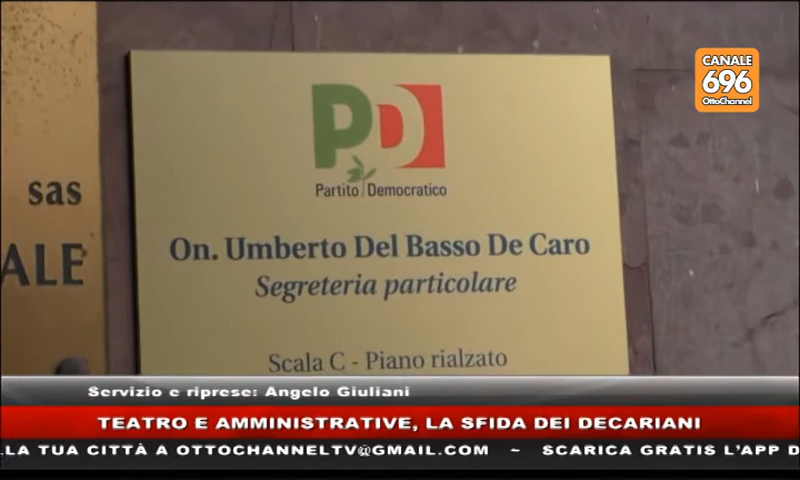 CANALE
696
OttoChannel
sas
ALE
PD
Partito Democratico
On. Umberto Del Basso De Caro
Segreteria particolare
Scala C - Piano rialzato
Servizio e riprese: Angelo Giuliani
TEATRO E AMMINISTRATIVE, LA SFIDA DEI DECARIANI
LA TUA CITTÀ A OTTOCHANNELTV@GMAIL.COM ~ SCARICA GRATIS L'APP D